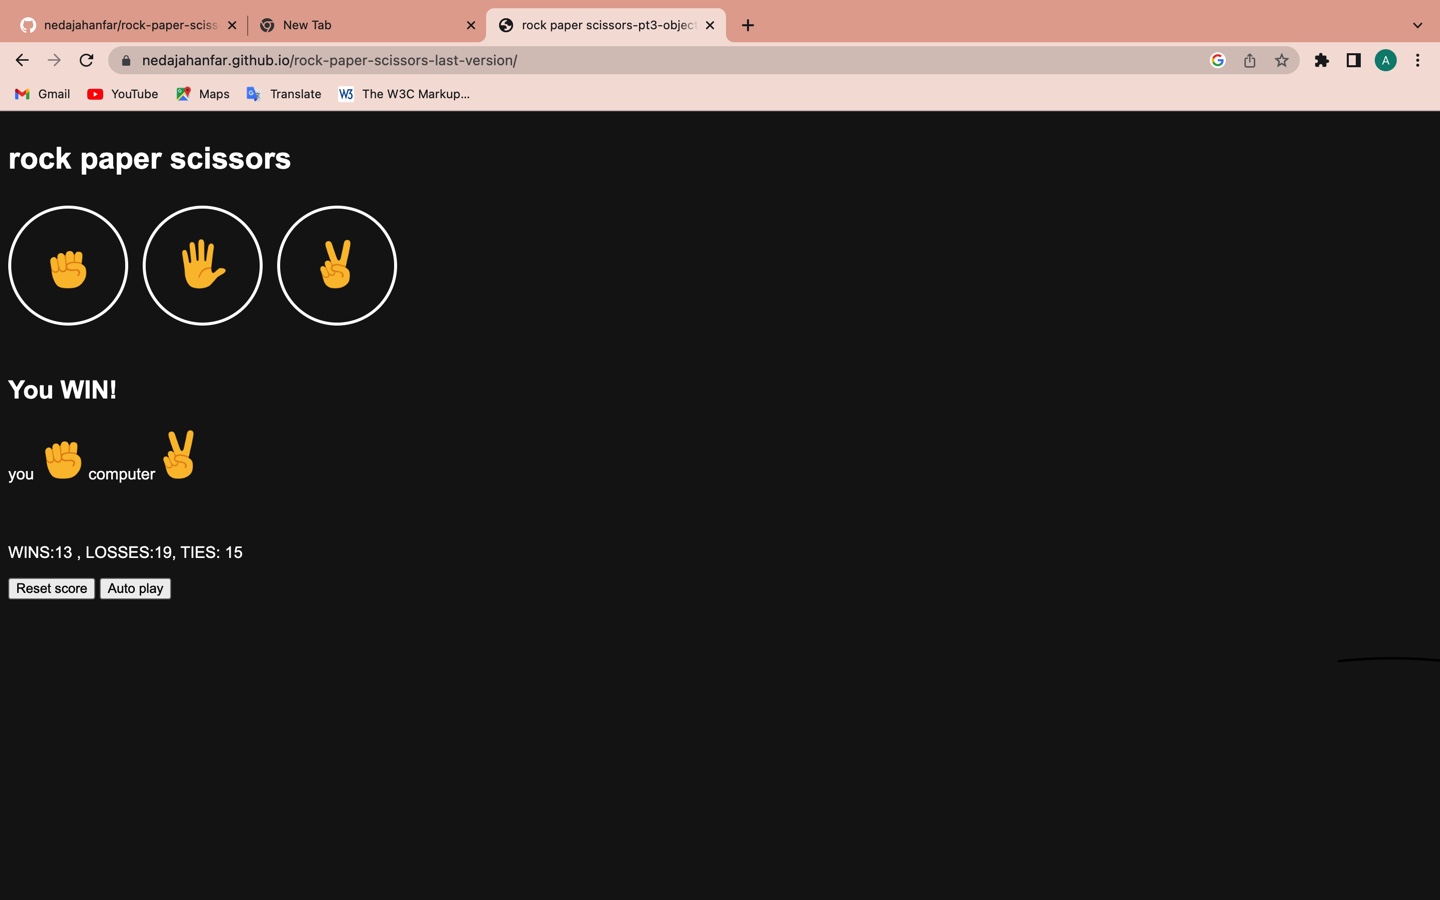 nedajahanfar/rock-paper-sciss
New Tab
rock paper scissors-pt3-objec
nedajahanfar.github.io/rock-paper-scissors-last-version/
A
Gmail YouTube Maps Translate W3 The W3C Markup...
rock paper scissors
You WIN!
you computer
WINS:13 , LOSSES:19, TIES: 15
Reset score Auto play